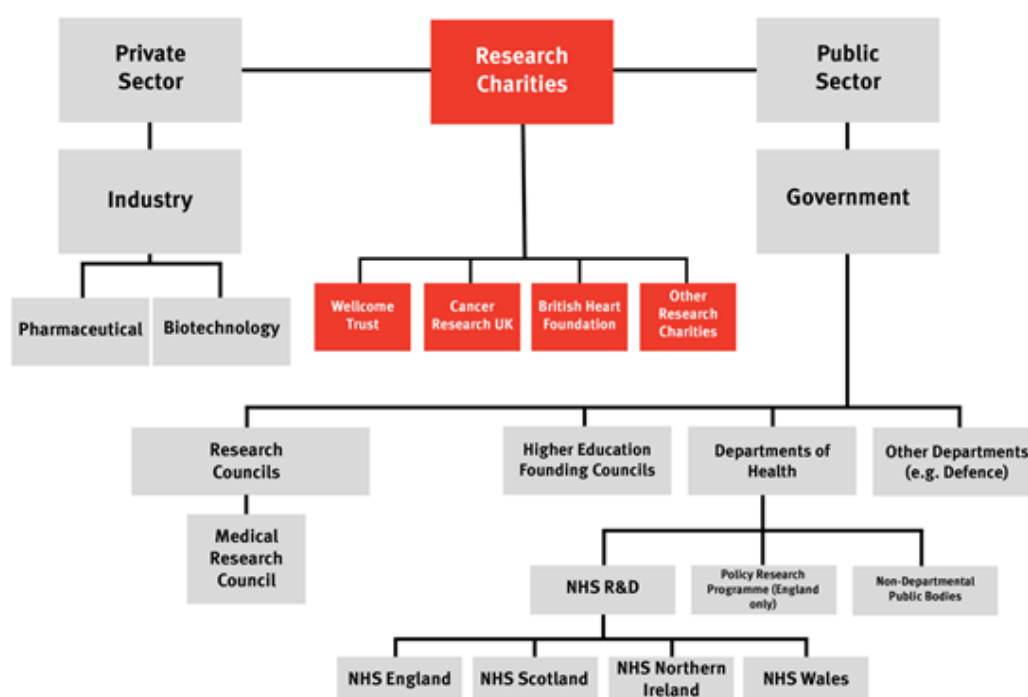 Private
Sector
Research
Charities
Public
Sector
Industry
Government
Pharmaceutical
Biotechnology
Wellcome
Trust
Cancer
Research UK
British Heart
Foundation
Other
Research
Charities
Research
Councils
Higher Education
Founding Councils
Departments of
Health
Other Departments
(e.g. Defence)
Medical
Research
Council
NHS R&D
Policy Research
Programme (England
only)
Non-Departmental
Public Bodies
NHS England
NHS Scotland
NHS Northern
Ireland
NHS Wales